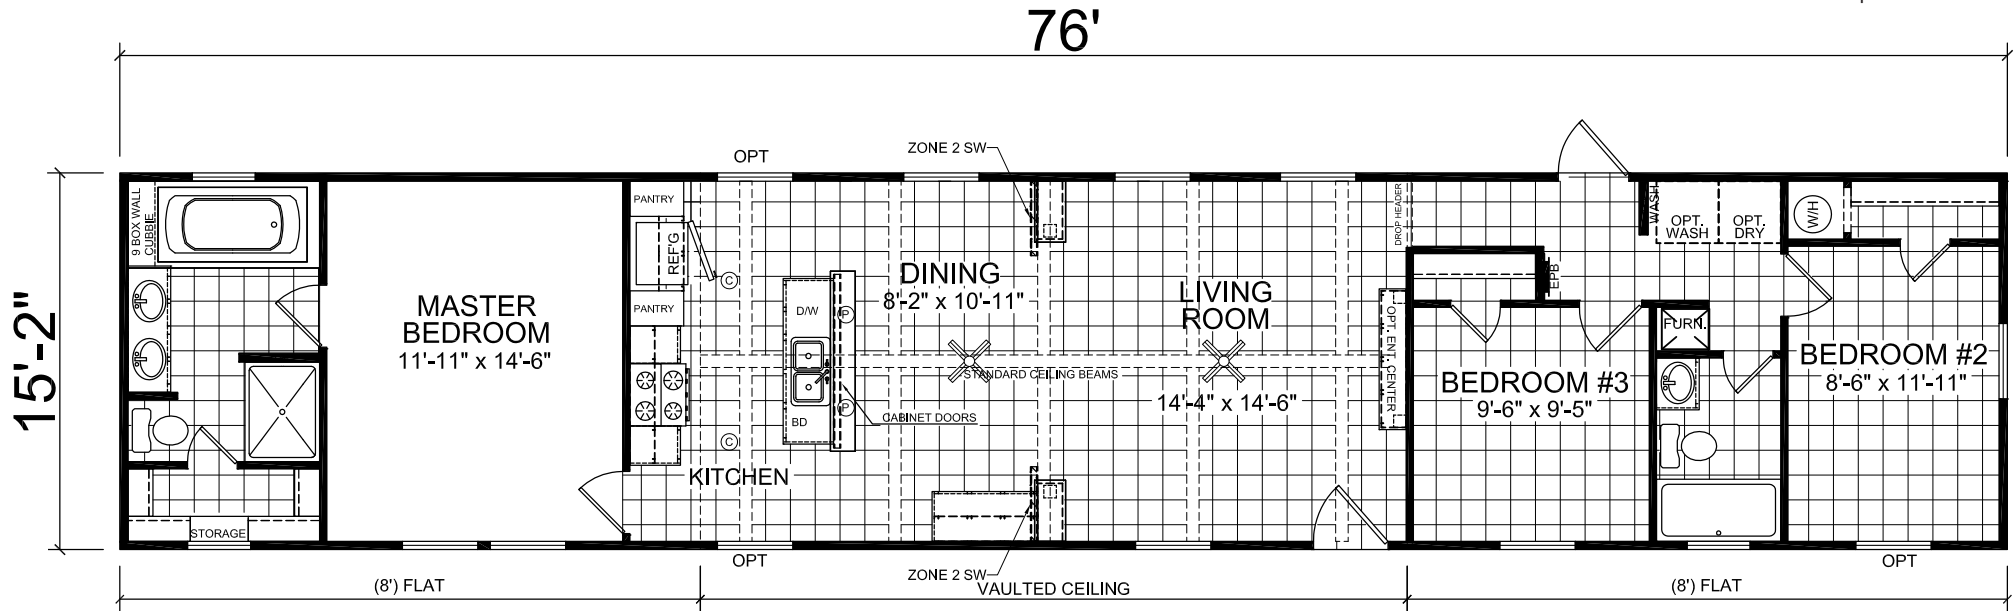 76'
15'-2"
OPT
ZONE 2 SW
9 BOX WALL
CUBBIE
MASTER
BEDROOM
11'-11" x 14'-6"
STORAGE
PANTRY
REF'G
PANTRY
C
C
D/W
BD
P
P
KITCHEN
DINING
8'-2" x 10'-11"
STANDARD CEILING BEAMS
CABINET DOORS
LIVING
ROOM
14'-4" x 14'-6"
DROP HEADER
OPT. ENT. CENTER
EPB
WASH
OPT.
WASH
OPT.
DRY
W/H
FURN.
BEDROOM #3
9'-6" x 9'-5"
BEDROOM #2
8'-6" x 11'-11"
OPT
ZONE 2 SW
OPT
(8') FLAT
VAULTED CEILING
(8') FLAT